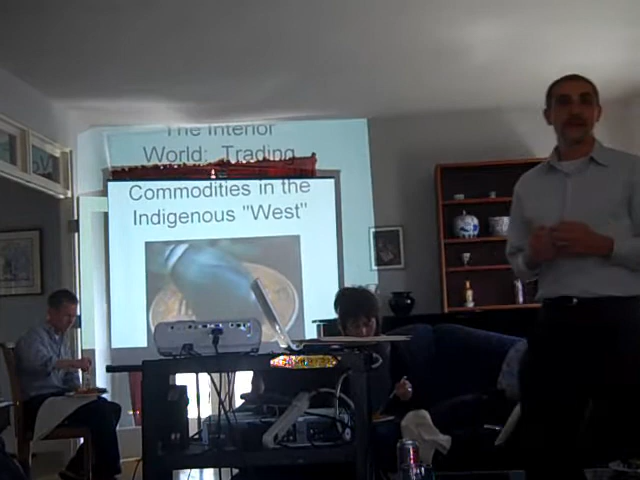 The Interior
World: Trading
Commodities in the
Indigenous "West"